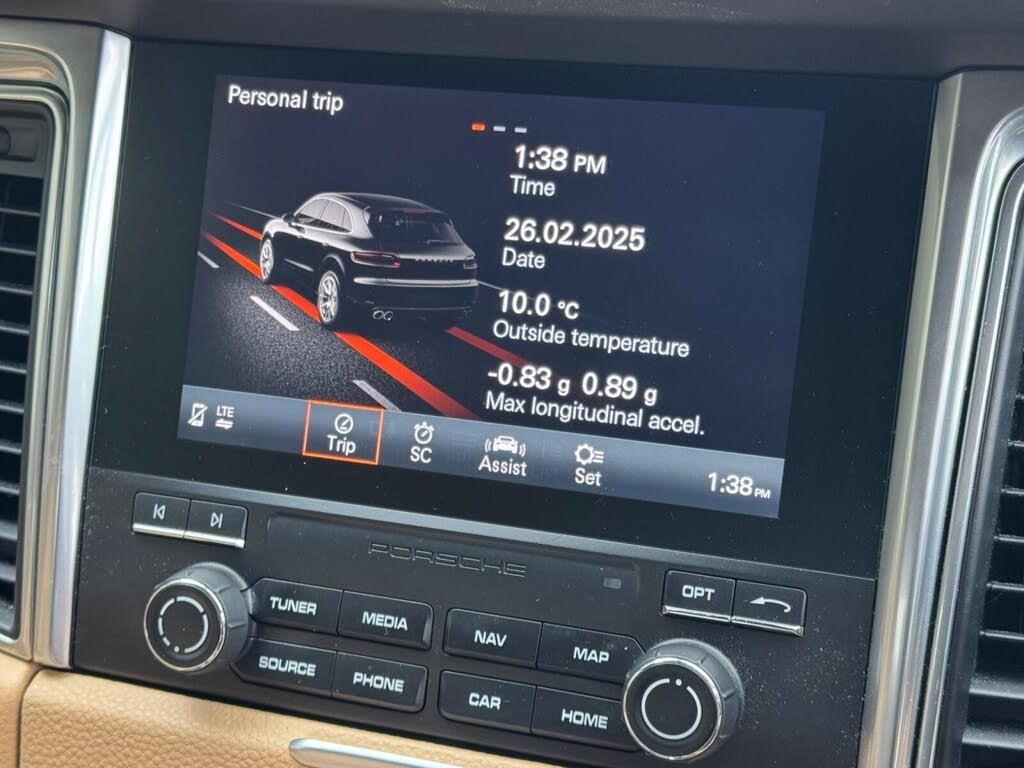 Personal trip
1:38 PM
Time
26.02.2025
Date
10.0 °C
Outside temperature
-0.83 g 0.89 g
Max longitudinal accel.
LTE
Trip
SC
Assist
Set
1:38 PM
PORSCHE
OPT
TUNER
MEDIA
NAV
MAP
SOURCE
PHONE
CAR
HOME